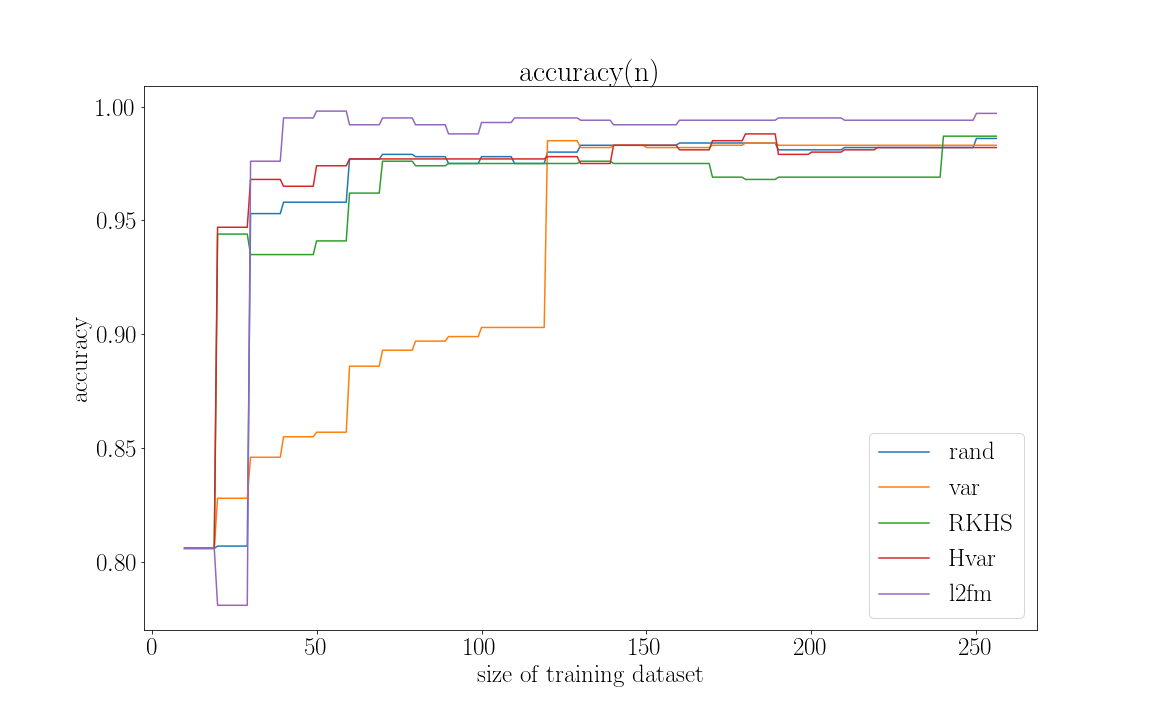 accuracy(n)
1.00
0.95
0.90
0.85
0.80
accuracy
0 50 100 150 200 250
size of training dataset
rand
var
RKHS
Hvar
l2fm